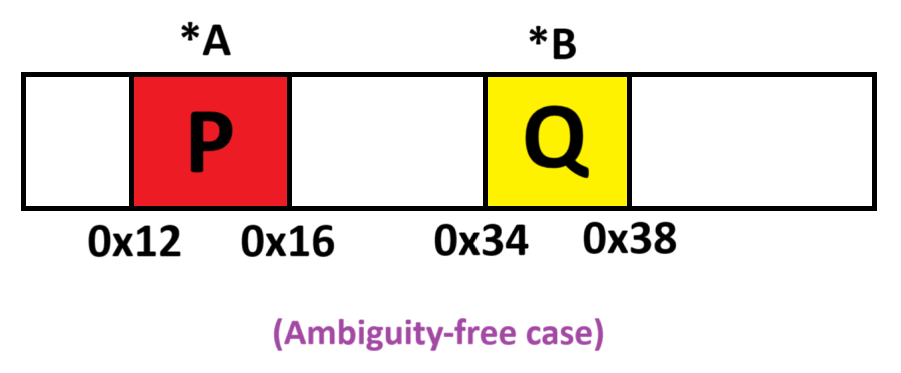 *A *B
P Q
0x12 0x16 0x34 0x38
(Ambiguity-free case)